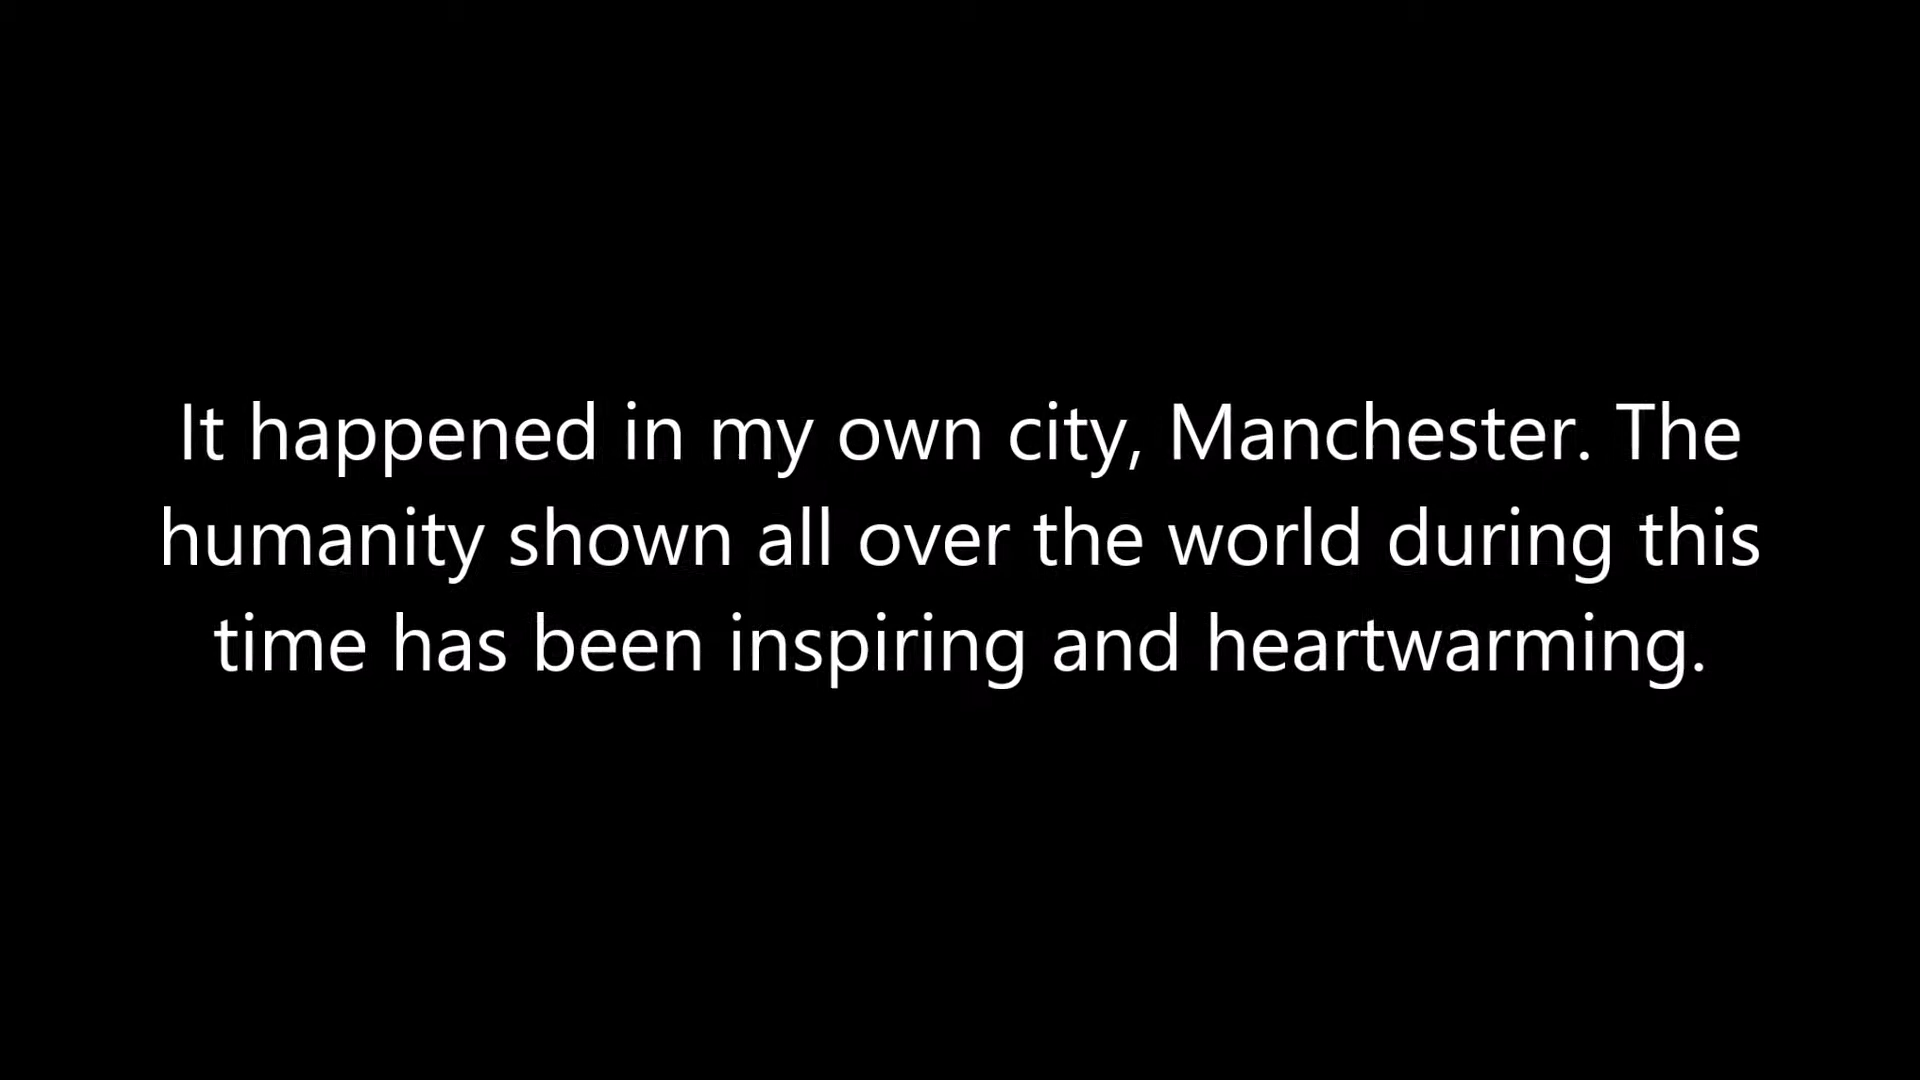 It happened in my own city, Manchester. The
humanity shown all over the world during this
time has been inspiring and heartwarming.